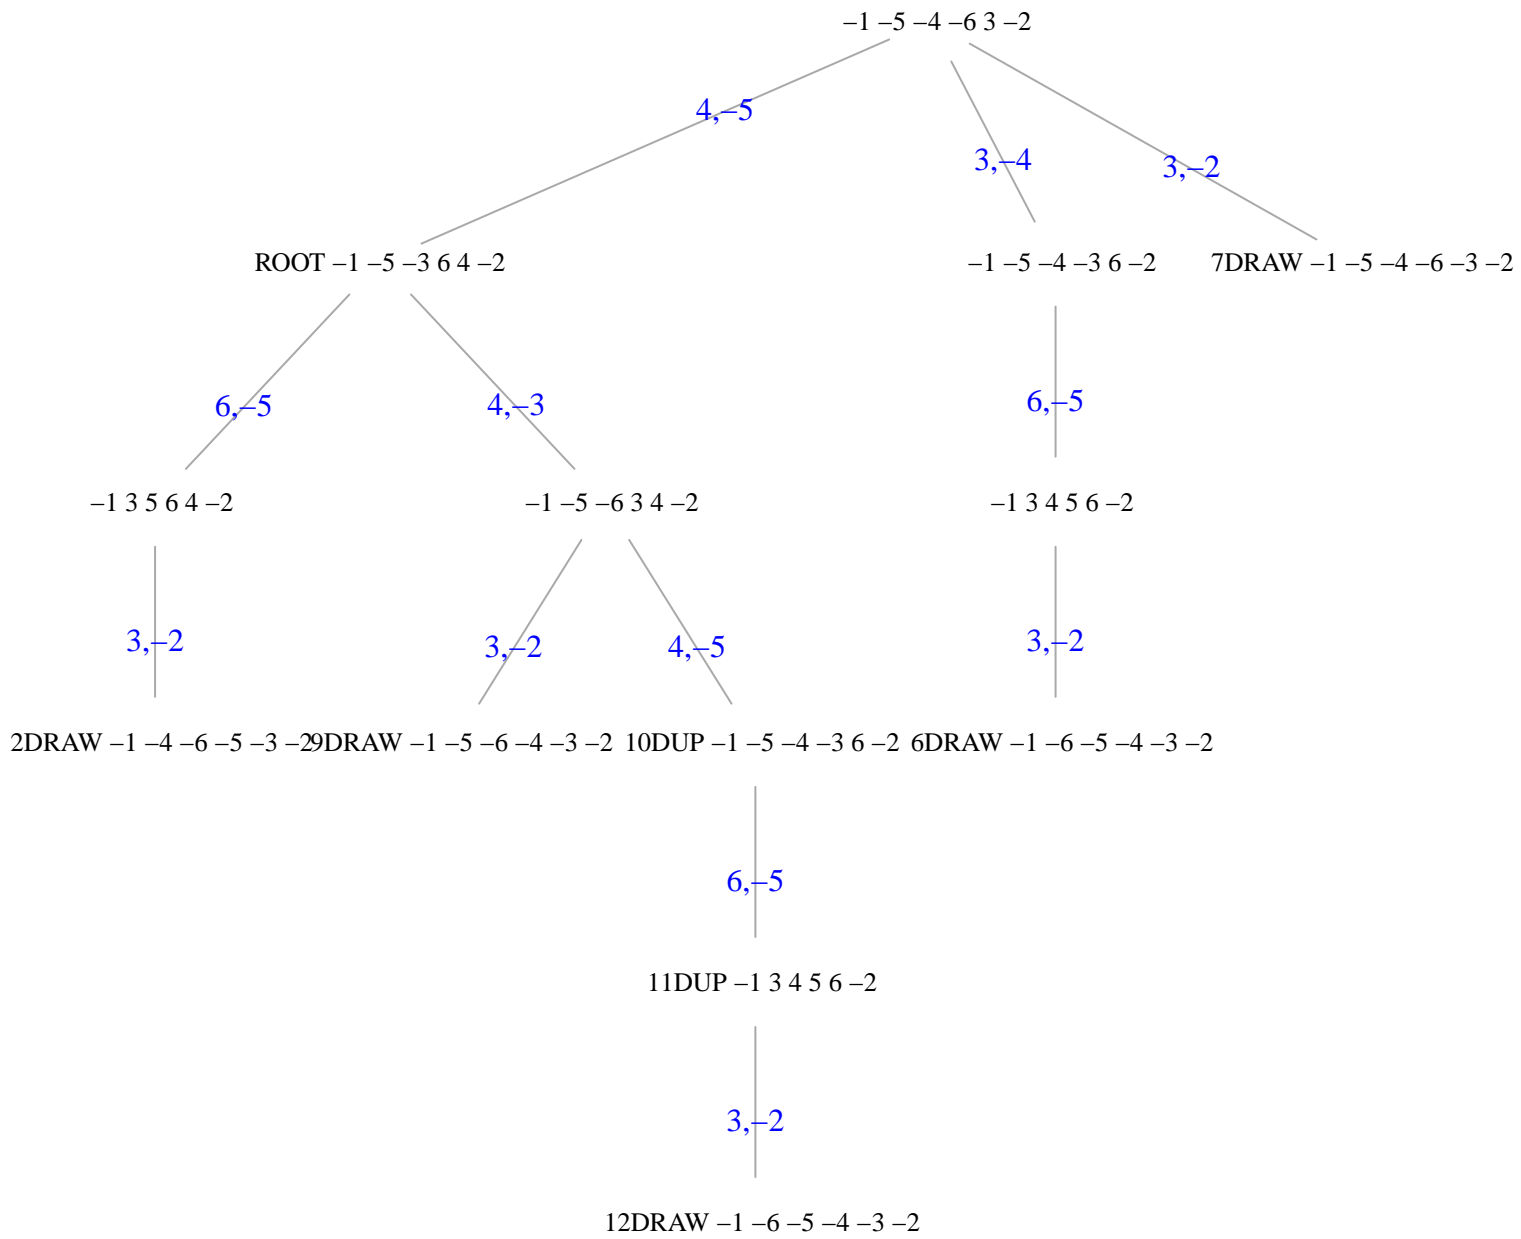 –1 –5 –4 –6 3 –2
4,–5
3,–4
3,–2
ROOT –1 –5 –3 6 4 –2
–1 –5 –4 –3 6 –2
7DRAW –1 –5 –4 –6 –3 –2
6,–5
4,–3
6,–5
–1 3 5 6 4 –2
–1 –5 –6 3 4 –2
–1 3 4 5 6 –2
3,–2
3,–2
4,–5
3,–2
2DRAW –1 –4 –6 –5 –3 –2
9DRAW –1 –5 –6 –4 –3 –2
10DUP –1 –5 –4 –3 6 –2
6DRAW –1 –6 –5 –4 –3 –2
6,–5
11DUP –1 3 4 5 6 –2
3,–2
12DRAW –1 –6 –5 –4 –3 –2